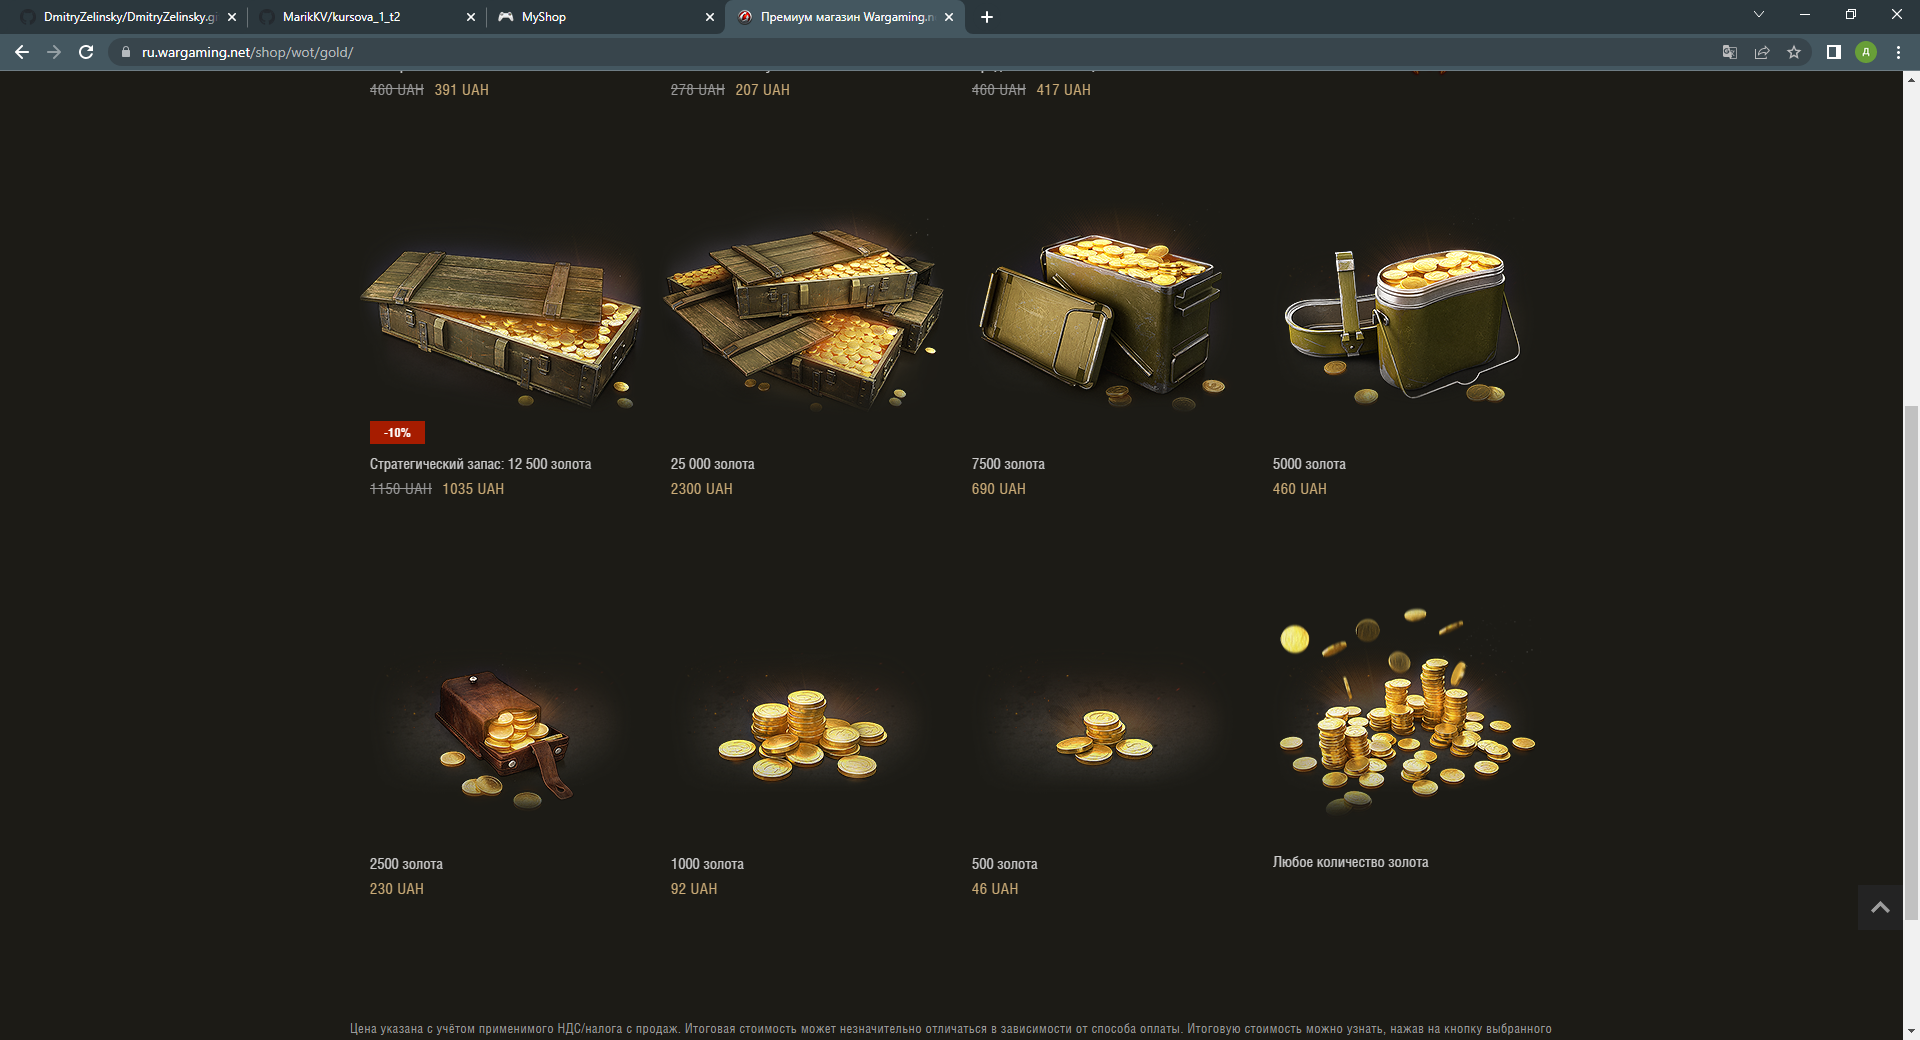 DmitryZelinsky/DmitryZelinsky.gi
MarikKV/kursova_1_t2
MyShop
Премиум магазин Wargaming.n
ru.wargaming.net/shop/wot/gold/
Д
460 UAH 391 UAH
278 UAH 207 UAH
460 UAH 417 UAH
-10%
Стратегический запас: 12 500 золота
1150 UAH 1035 UAH
25 000 золота
2300 UAH
7500 золота
690 UAH
5000 золота
460 UAH
2500 золота
230 UAH
1000 золота
92 UAH
500 золота
46 UAH
Любое количество золота
Цена указана с учётом применимого НДС/налога с продаж. Итоговая стоимость может незначительно отличаться в зависимости от способа оплаты. Итоговую стоимость можно узнать, нажав на кнопку выбранного